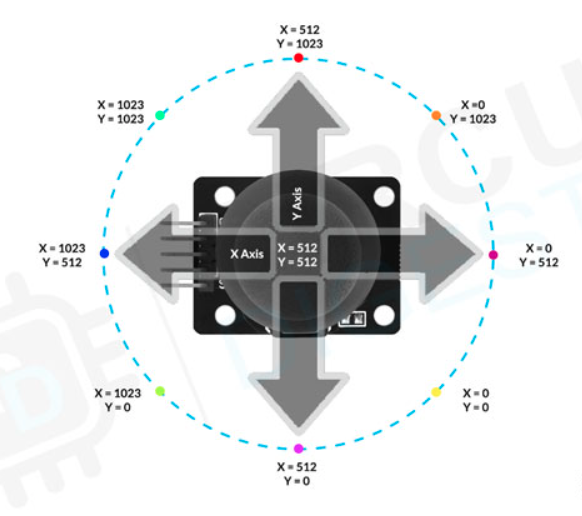 X = 512
Y = 1023
X = 1023
Y = 1023
X =0
Y = 1023
Y Axis
X = 1023
Y = 512
X Axis
X = 512
Y = 512
X = 0
Y = 512
X = 1023
Y = 0
X = 0
Y = 0
X = 512
Y = 0